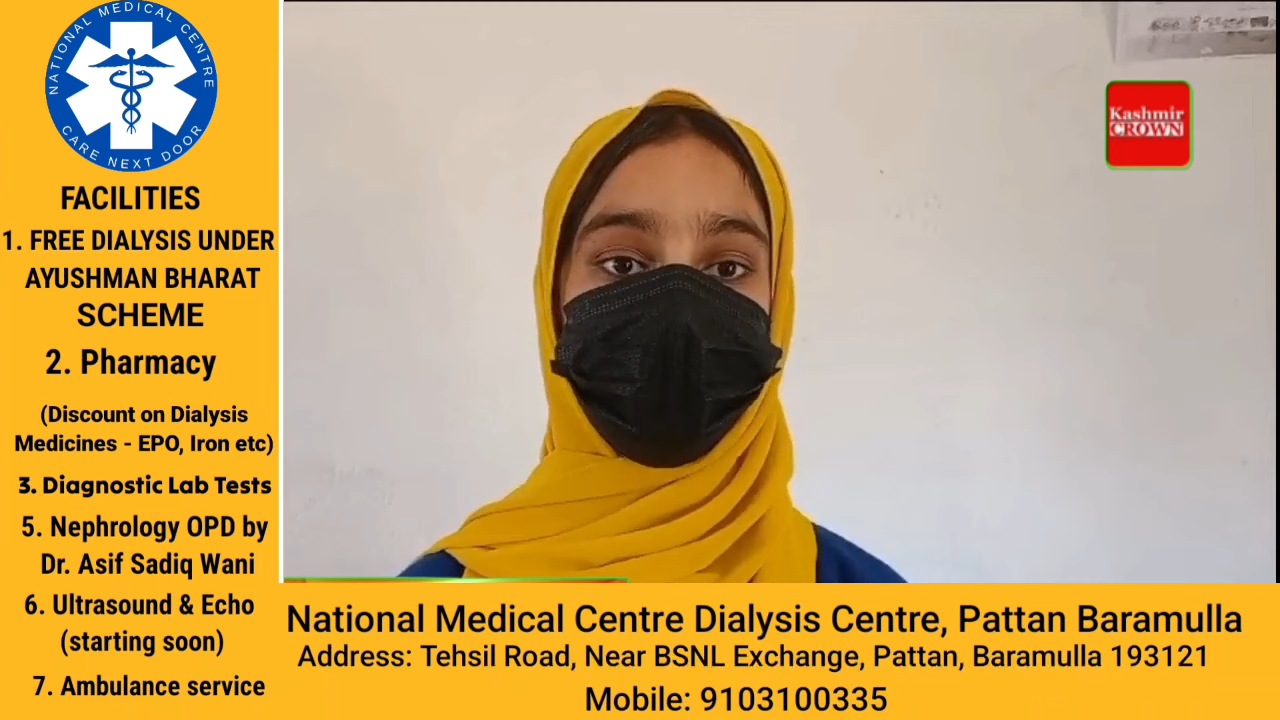 NATIONAL MEDICAL CENTRE
CARE NEXT DOOR
FACILITIES
1. FREE DIALYSIS UNDER
AYUSHMAN BHARAT
SCHEME
2. Pharmacy
(Discount on Dialysis
Medicines - EPO, Iron etc)
3. Diagnostic Lab Tests
5. Nephrology OPD by
Dr. Asif Sadiq Wani
6. Ultrasound & Echo
(starting soon)
7. Ambulance service
Kashmir
CROWN
National Medical Centre Dialysis Centre, Pattan Baramulla
Address: Tehsil Road, Near BSNL Exchange, Pattan, Baramulla 193121
Mobile: 9103100335